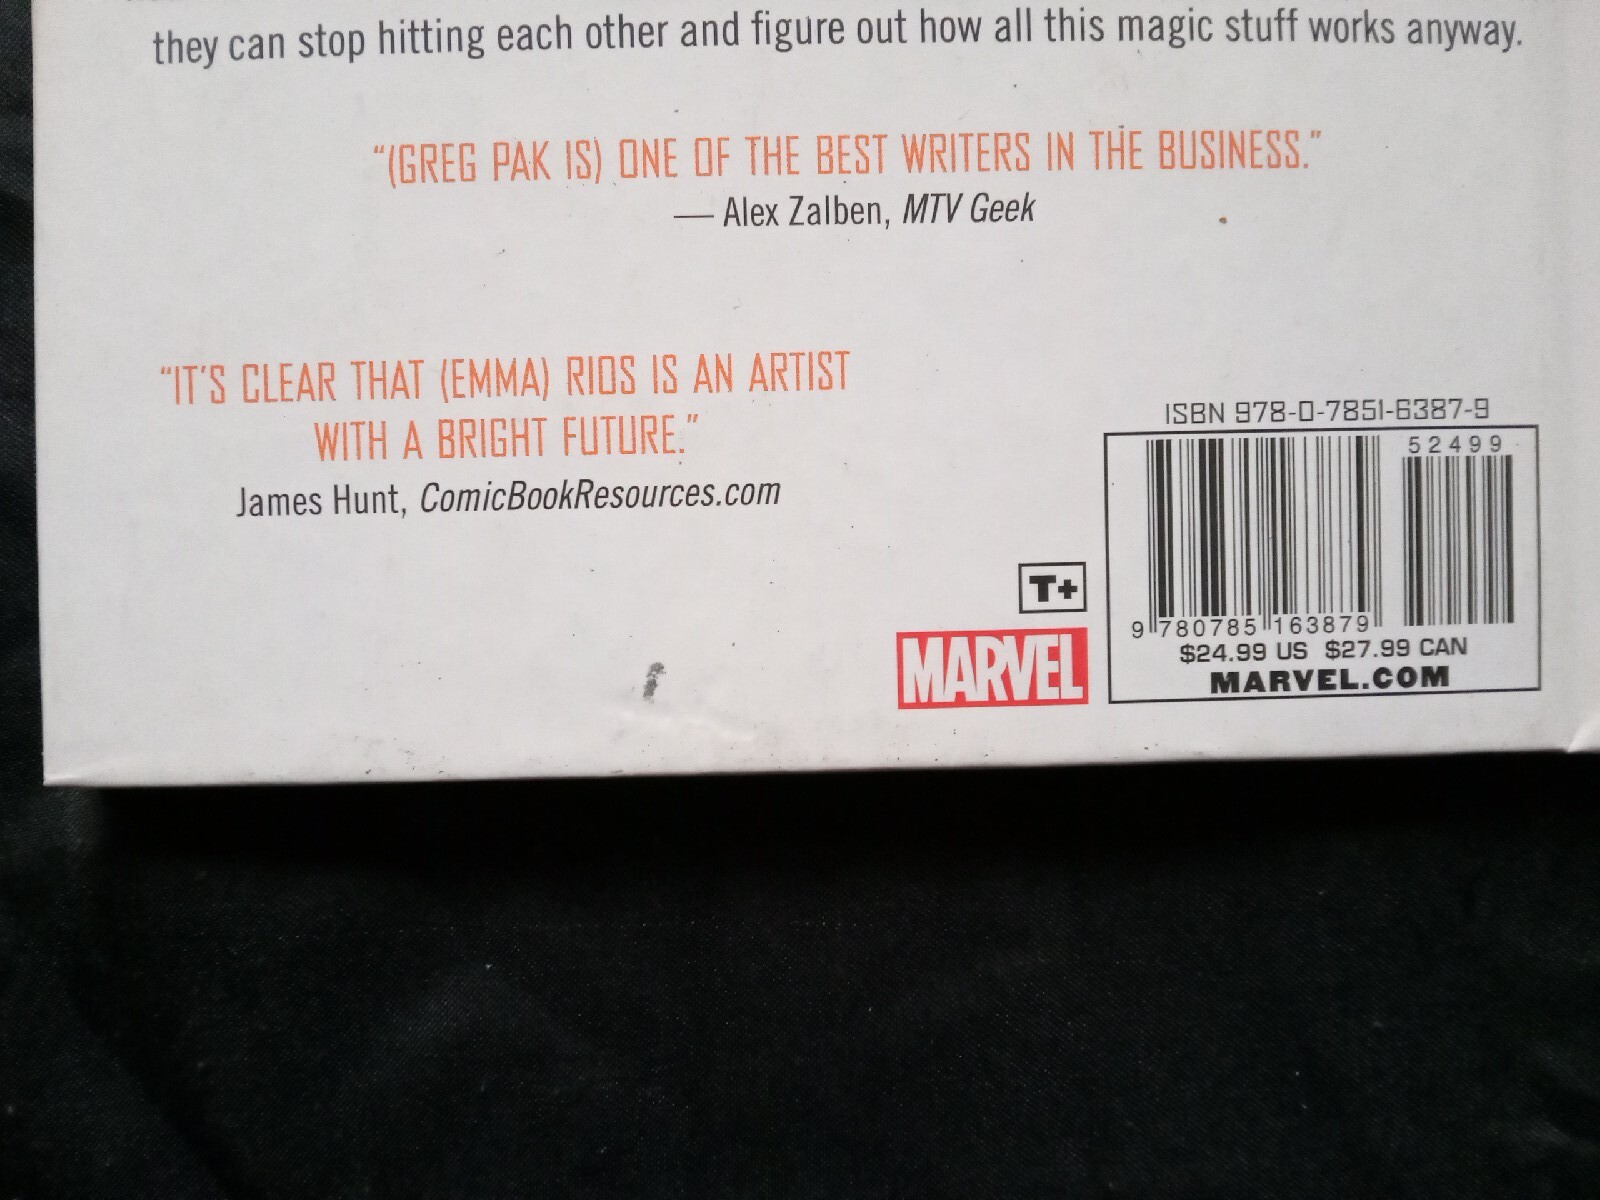 they can stop hitting each other and figure out how all this magic stuff works anyway.
“(GREG PAK IS) ONE OF THE BEST WRITERS IN THE BUSINESS.”
— Alex Zalben, MTV Geek
“IT'S CLEAR THAT (EMMA) RIOS IS AN ARTIST
WITH A BRIGHT FUTURE.”
James Hunt, ComicBookResources.com
T+
MARVEL
ISBN 978-0-7851-6387-9
52499
9 780785 163879
$24.99 US $27.99 CAN
MARVEL.COM